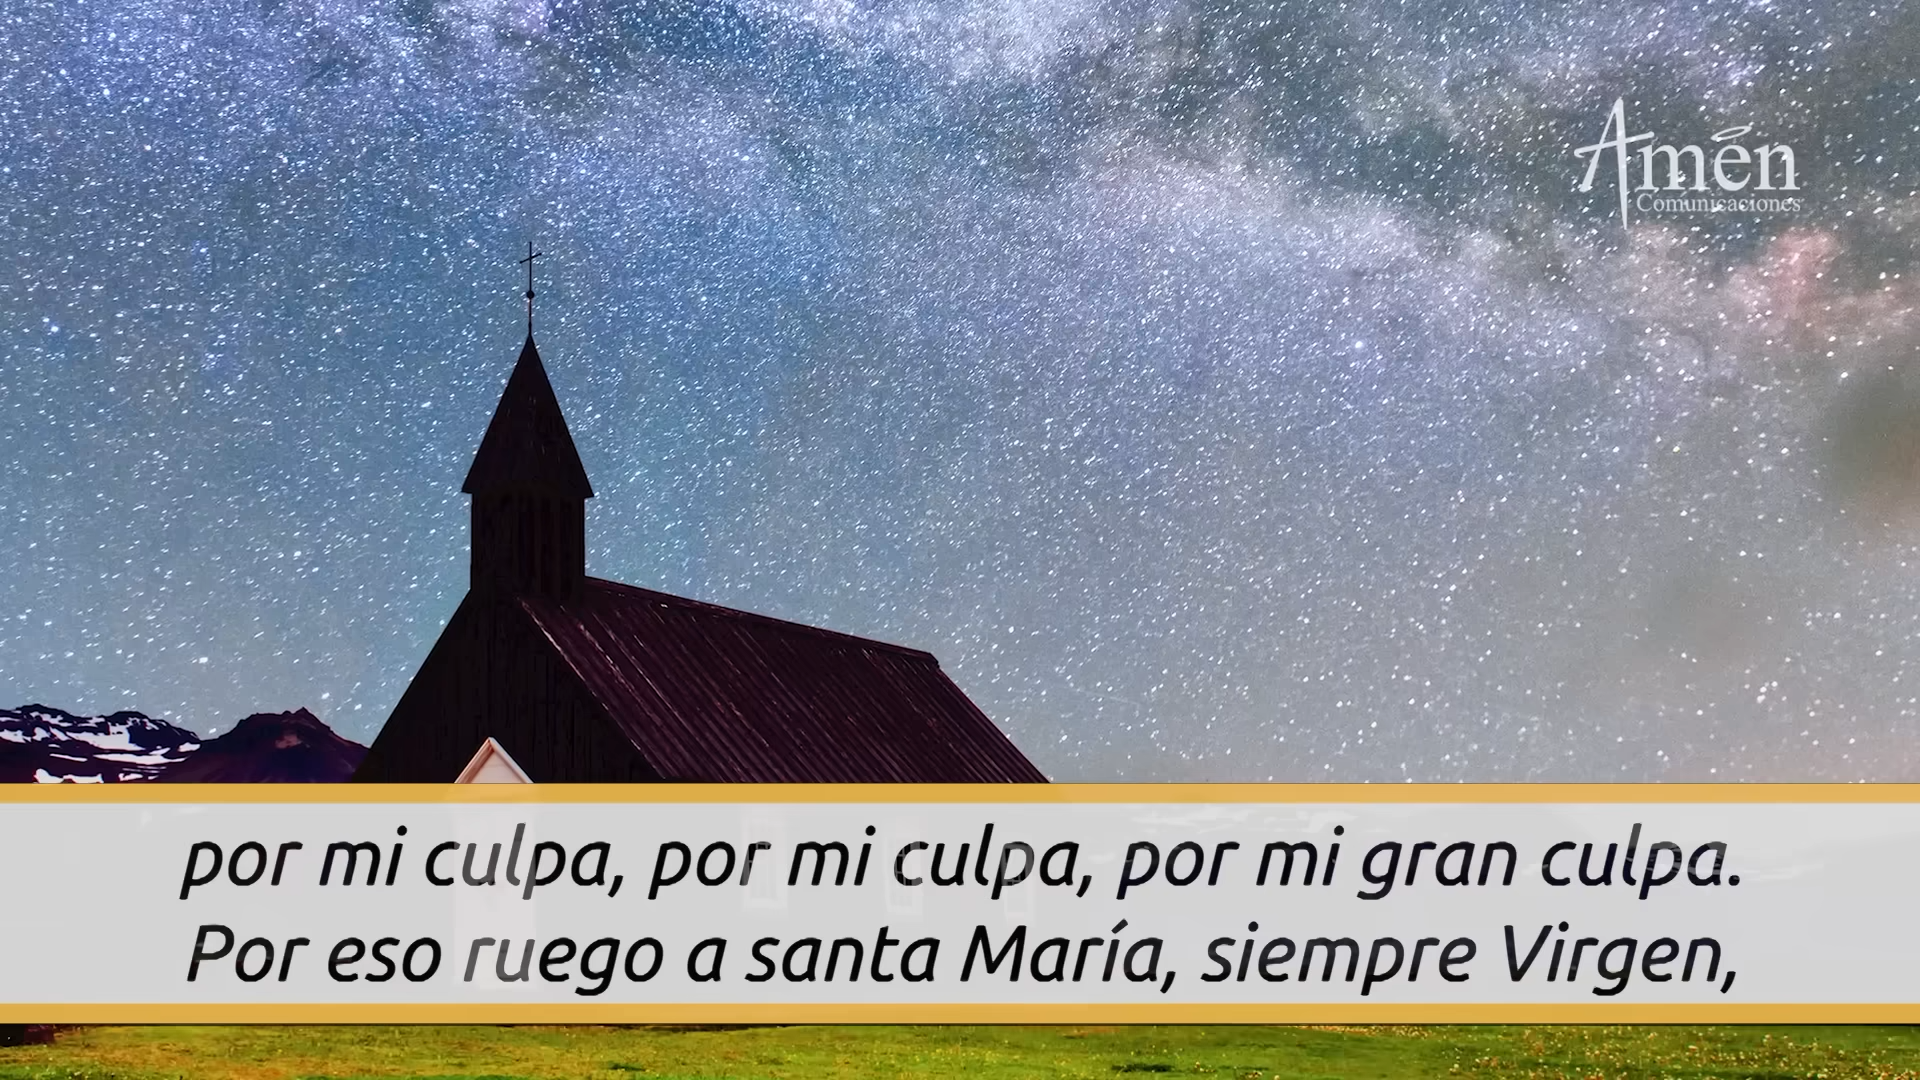 Amén
Comunicaciones
por mi culpa, por mi culpa, por mi gran culpa.
Por eso ruego a santa María, siempre Virgen,